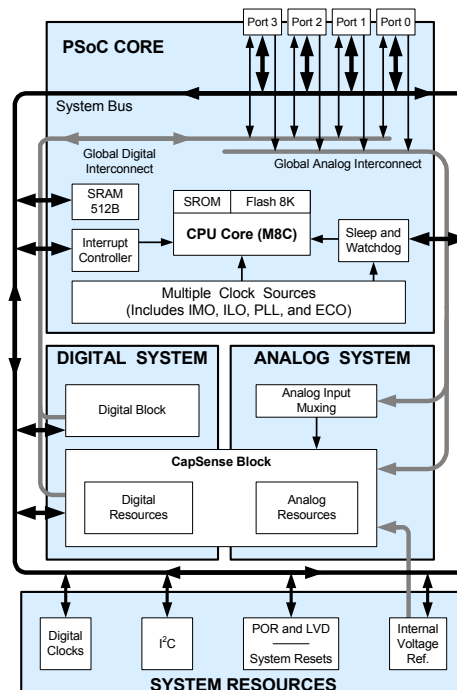 Port 3 Port 2 Port 1 Port 0
PSoC CORE
System Bus
Global Digital
Interconnect
Global Analog Interconnect
SRAM
512B
SROM Flash 8K
CPU Core (M8C)
Interrupt
Controller
Sleep and
Watchdog
Multiple Clock Sources
(Includes IMO, ILO, PLL, and ECO)
DIGITAL SYSTEM
ANALOG SYSTEM
Digital Block
Analog Input
Muxing
CapSense Block
Digital
Resources
Analog
Resources
Digital
Clocks
I²C
POR and LVD
System Resets
Internal
Voltage
Ref.
SYSTEM RESOURCES